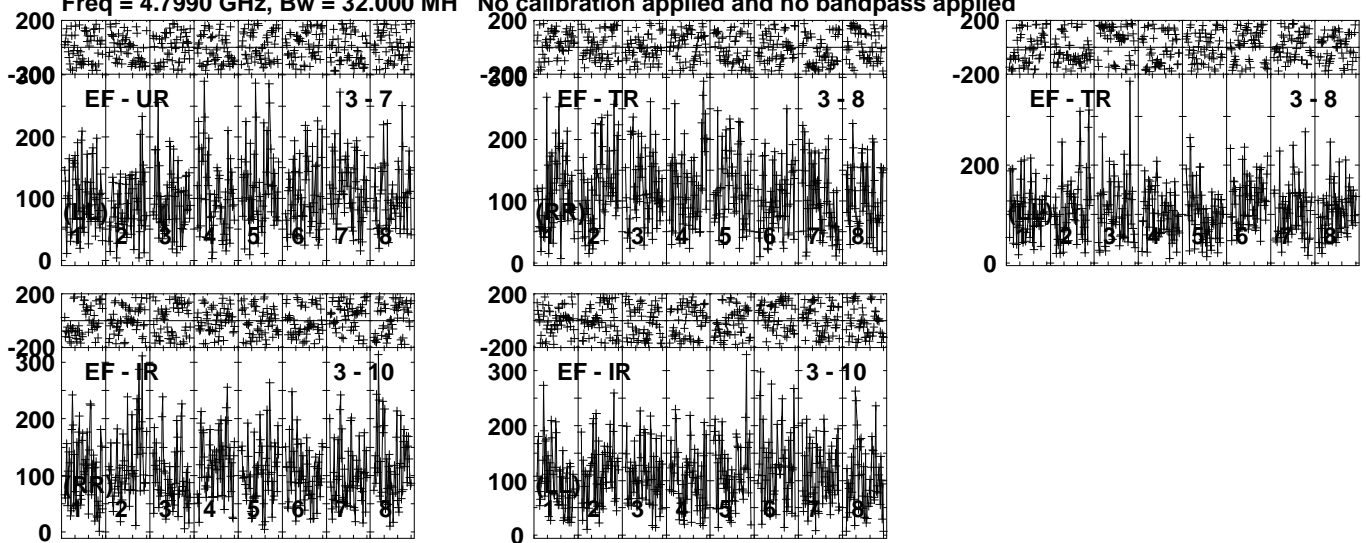 Freq = 4.7990 GHz, Bw = 32.000 MH No calibration applied and no bandpass applied
200 200 200
-200 -200 -200
300 300
EF - UR 3 - 7 EF - TR 3 - 8 EF - TR 3 - 8
200 200 200
100 100
(LL) (RR) (LL)
1 2 3 4 5 6 7 8 1 2 3 4 5 6 7 8 1 2 3 4 5 6 7 8
0 0 0
200 200
-200 -200
300 300
EF - IR 3 - 10 EF - IR 3 - 10
200 200
100 100
(RR) (LL)
1 2 3 4 5 6 7 8 1 2 3 4 5 6 7 8
0 0